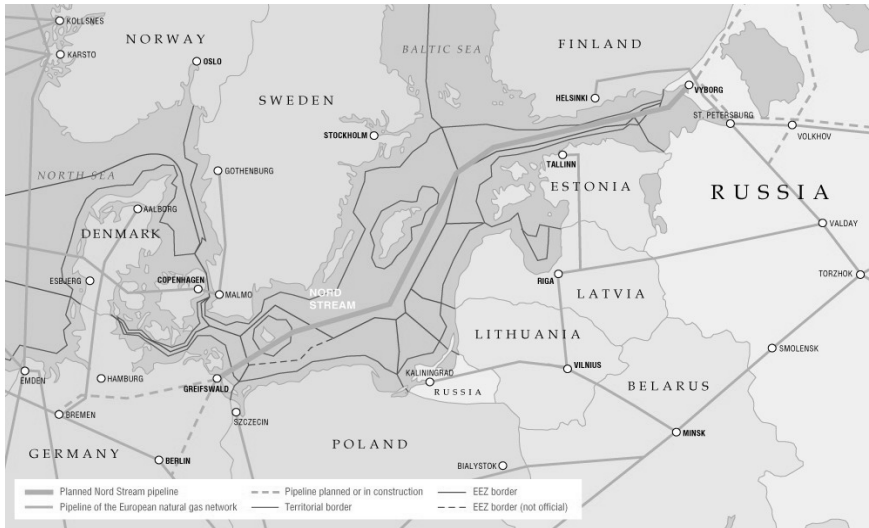 KOLLSNES
KARSTO
NORWAY
OSLO
BALTIC SEA
FINLAND
HELSINKI
VYBORG
SWEDEN
STOCKHOLM
ST. PETERSBURG
VOLKHOV
TALLINN
ESTONIA
RUSSIA
NORTH SEA
GOTHENBURG
AALBORG
DENMARK
VALDAY
ESBJERG
COPENHAGEN
MALMO
NORD
STREAM
RIGA
LATVIA
TORZHOK
LITHUANIA
SMOLENSK
EMDEN
HAMBURG
GREIFSWALD
KALININGRAD
RUSSIA
VILNIUS
BELARUS
BREMEN
SZCZECIN
MINSK
GERMANY
BERLIN
POLAND
BIALYSTOK
Planned Nord Stream pipeline
Pipeline of the European natural gas network
Pipeline planned or in construction
Territorial border
EEZ border
EEZ border (not official)